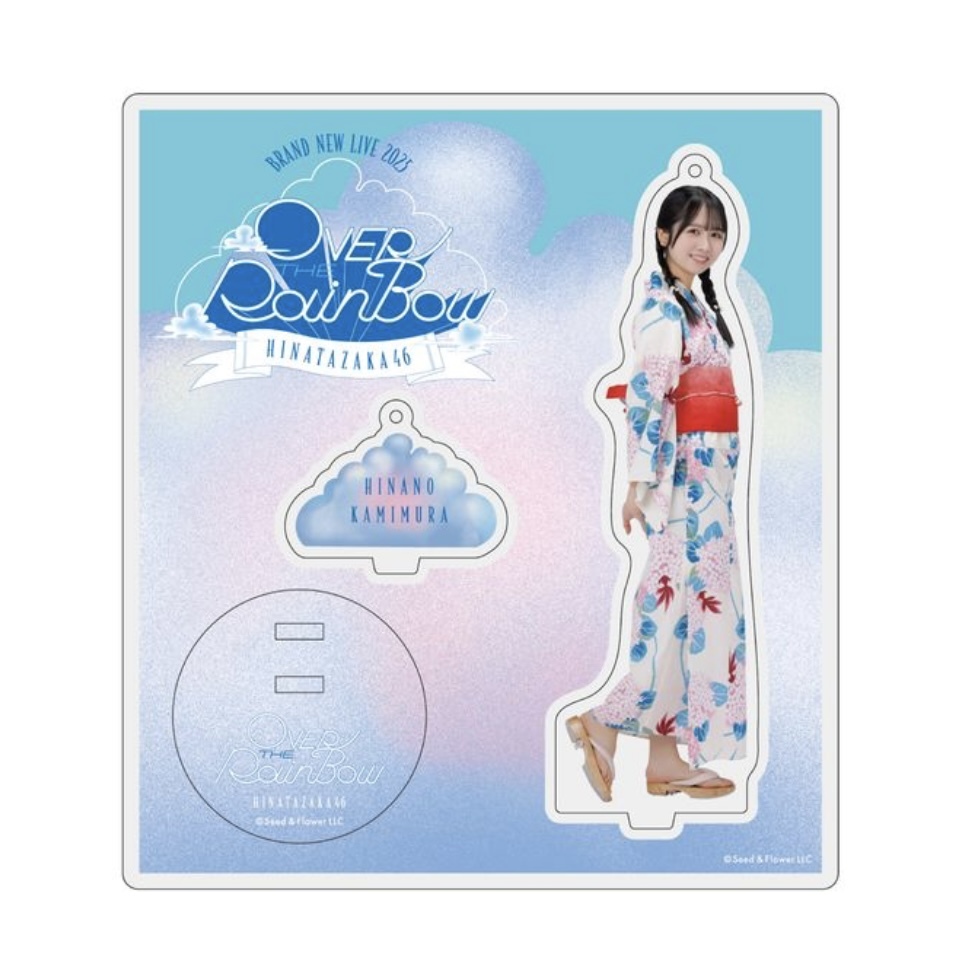 BRAND NEW LIVE 2025
OVER
THE
RainBow
HINATAZAKA46
HINANO
KAMIMURA
OVER
THE
RainBow
HINATAZAKA46
©Seed & Flower LLC
©Seed & Flower LLC